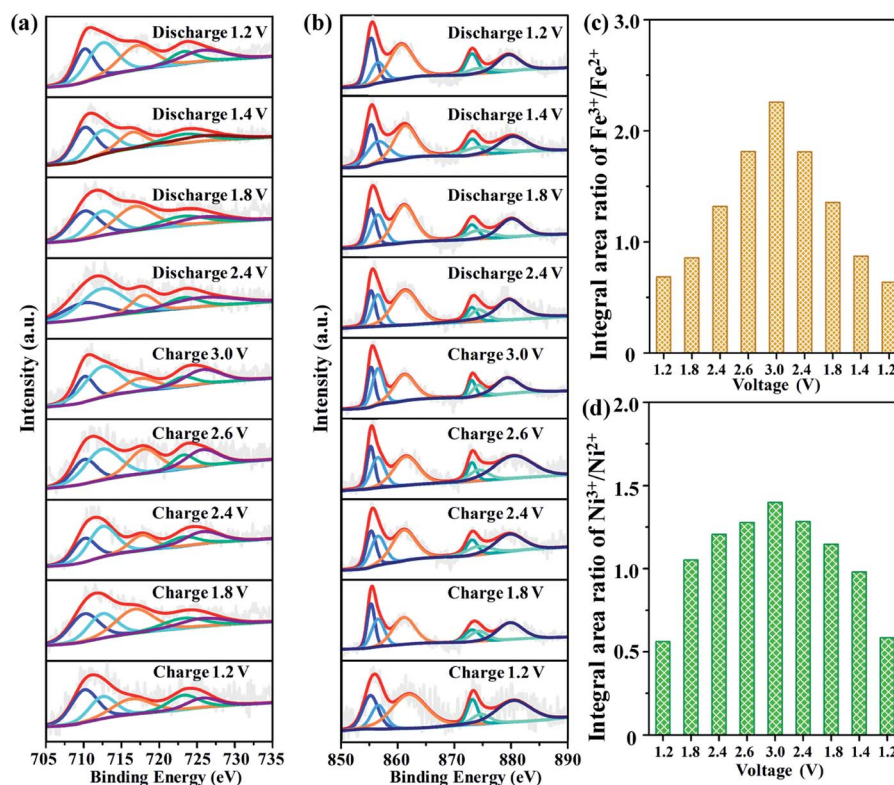 (a)
Discharge 1.2 V
Discharge 1.4 V
Discharge 1.8 V
Discharge 2.4 V
Charge 3.0 V
Charge 2.6 V
Charge 2.4 V
Charge 1.8 V
Charge 1.2 V
Intensity (a.u.)
705 710 715 720 725 730 735
Binding Energy (eV)
(b)
Discharge 1.2 V
Discharge 1.4 V
Discharge 1.8 V
Discharge 2.4 V
Charge 3.0 V
Charge 2.6 V
Charge 2.4 V
Charge 1.8 V
Charge 1.2 V
Intensity (a.u.)
850 860 870 880 890
Binding Energy (eV)
(c)
Integral area ratio of Fe³⁺/Fe²⁺
3.0
2.0
1.0
0
1.2 1.8 2.4 2.6 3.0 2.4 1.8 1.4 1.2
Voltage (V)
(d)
Integral area ratio of Ni³⁺/Ni²⁺
2.0
1.5
1.0
0.5
0
1.2 1.8 2.4 2.6 3.0 2.4 1.8 1.4 1.2
Voltage (V)